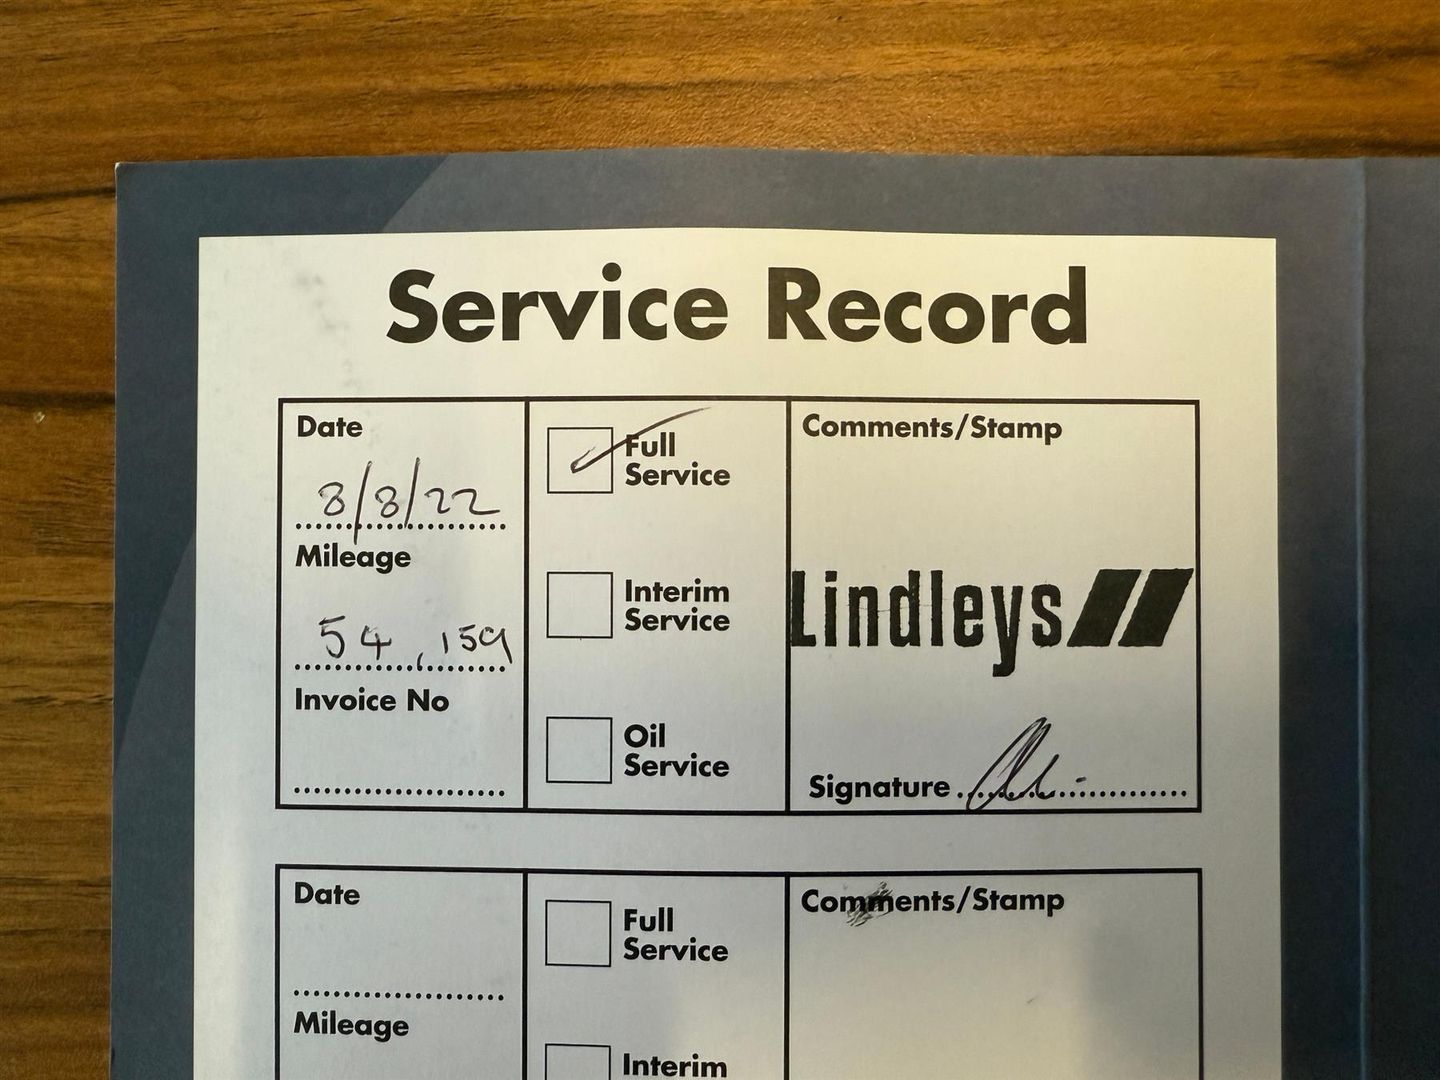 Service Record
Date
8/8/22
Mileage
54,159
Invoice No
Full
Service
Interim
Service
Oil
Service
Comments/Stamp
Lindleys
Signature
Date
Mileage
Full
Service
Interim
Comments/Stamp